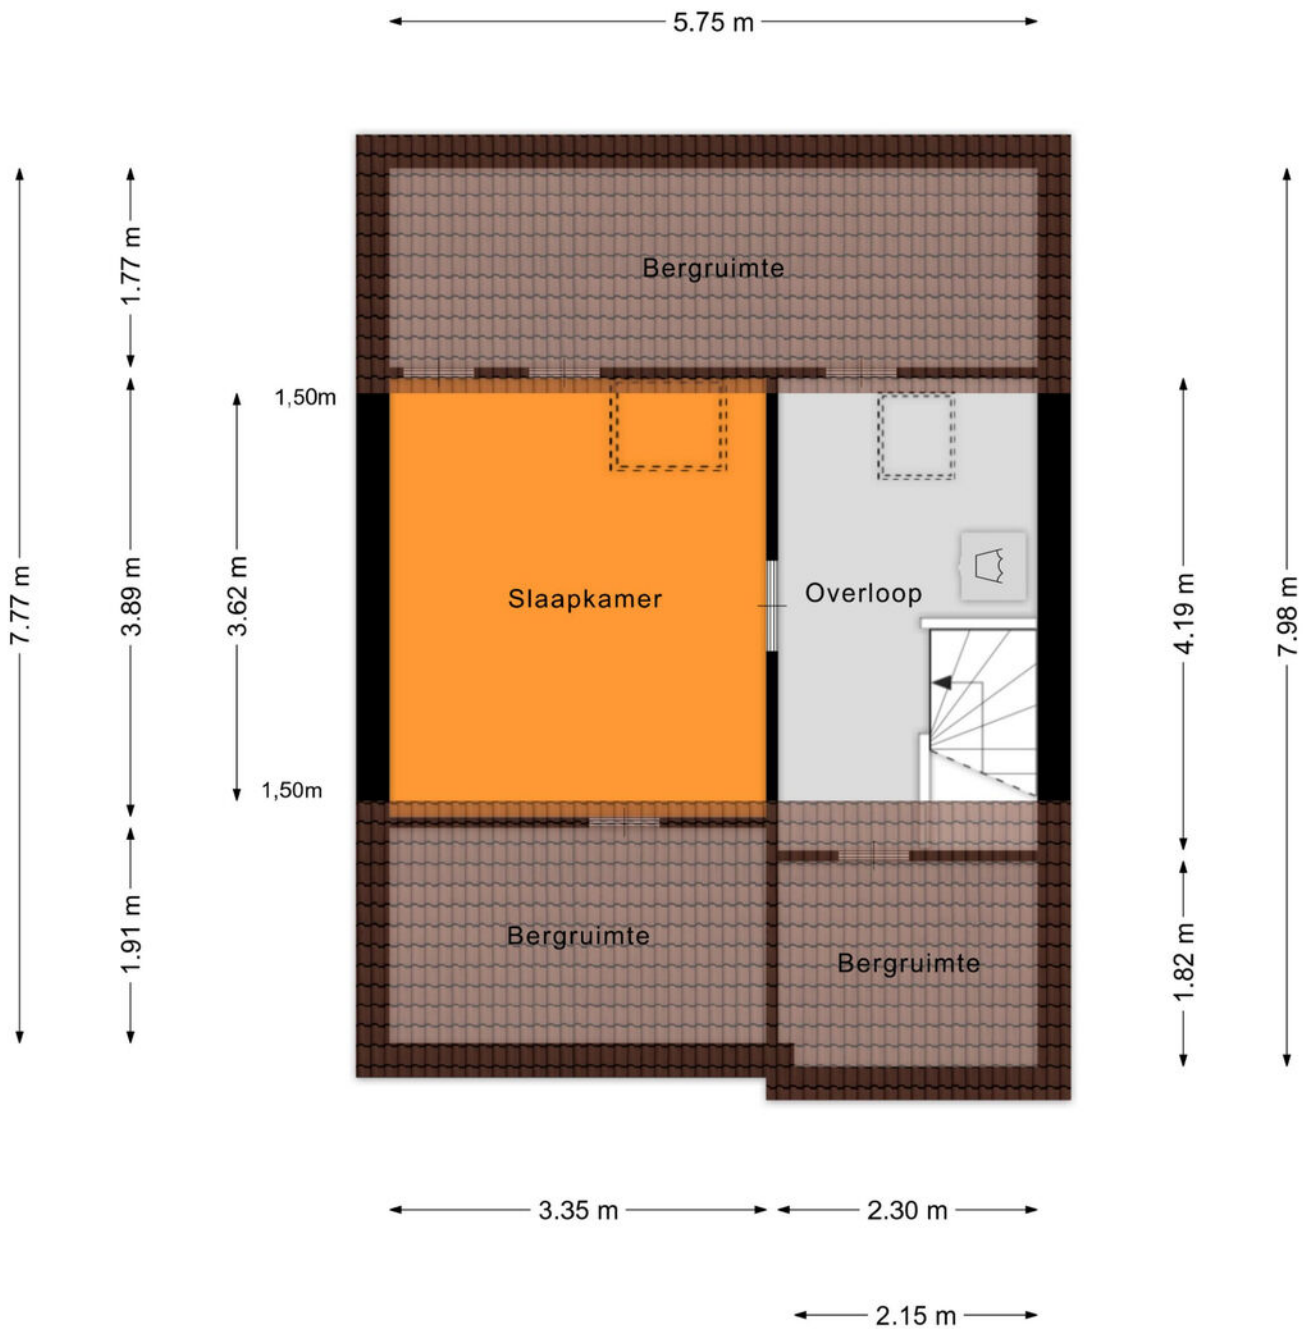 5.75 m
Bergruimte
1.77 m
1,50m
7.77 m
3.89 m
3.62 m
Slaapkamer
Overloop
4.19 m
7.98 m
1,50m
1.91 m
Bergruimte
Bergruimte
1.82 m
3.35 m
2.30 m
2.15 m